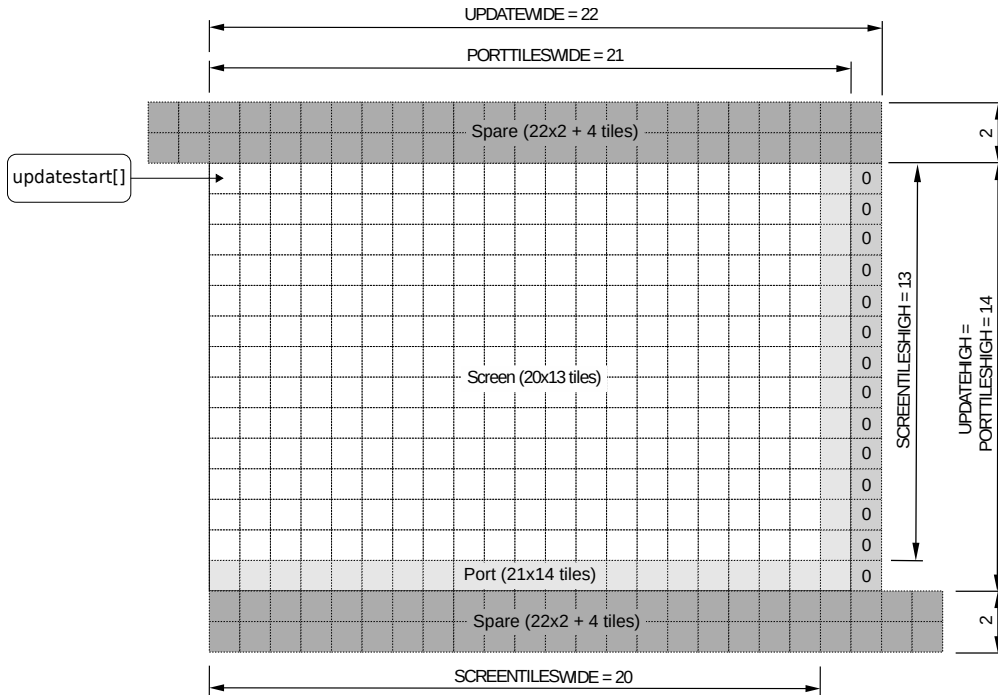 UPDATEWIDE = 22
PORTTILESWIDE = 21
Spare (22x2 + 4 tiles)
2
updatestart[]
0
0
0
0
0
0
0
0
0
0
0
0
0
0
SCREENTILESHIGH = 13
UPDATEHIGH =
PORTTILESHIGH = 14
Screen (20x13 tiles)
Port (21x14 tiles)
Spare (22x2 + 4 tiles)
2
SCREENTILESWIDE = 20